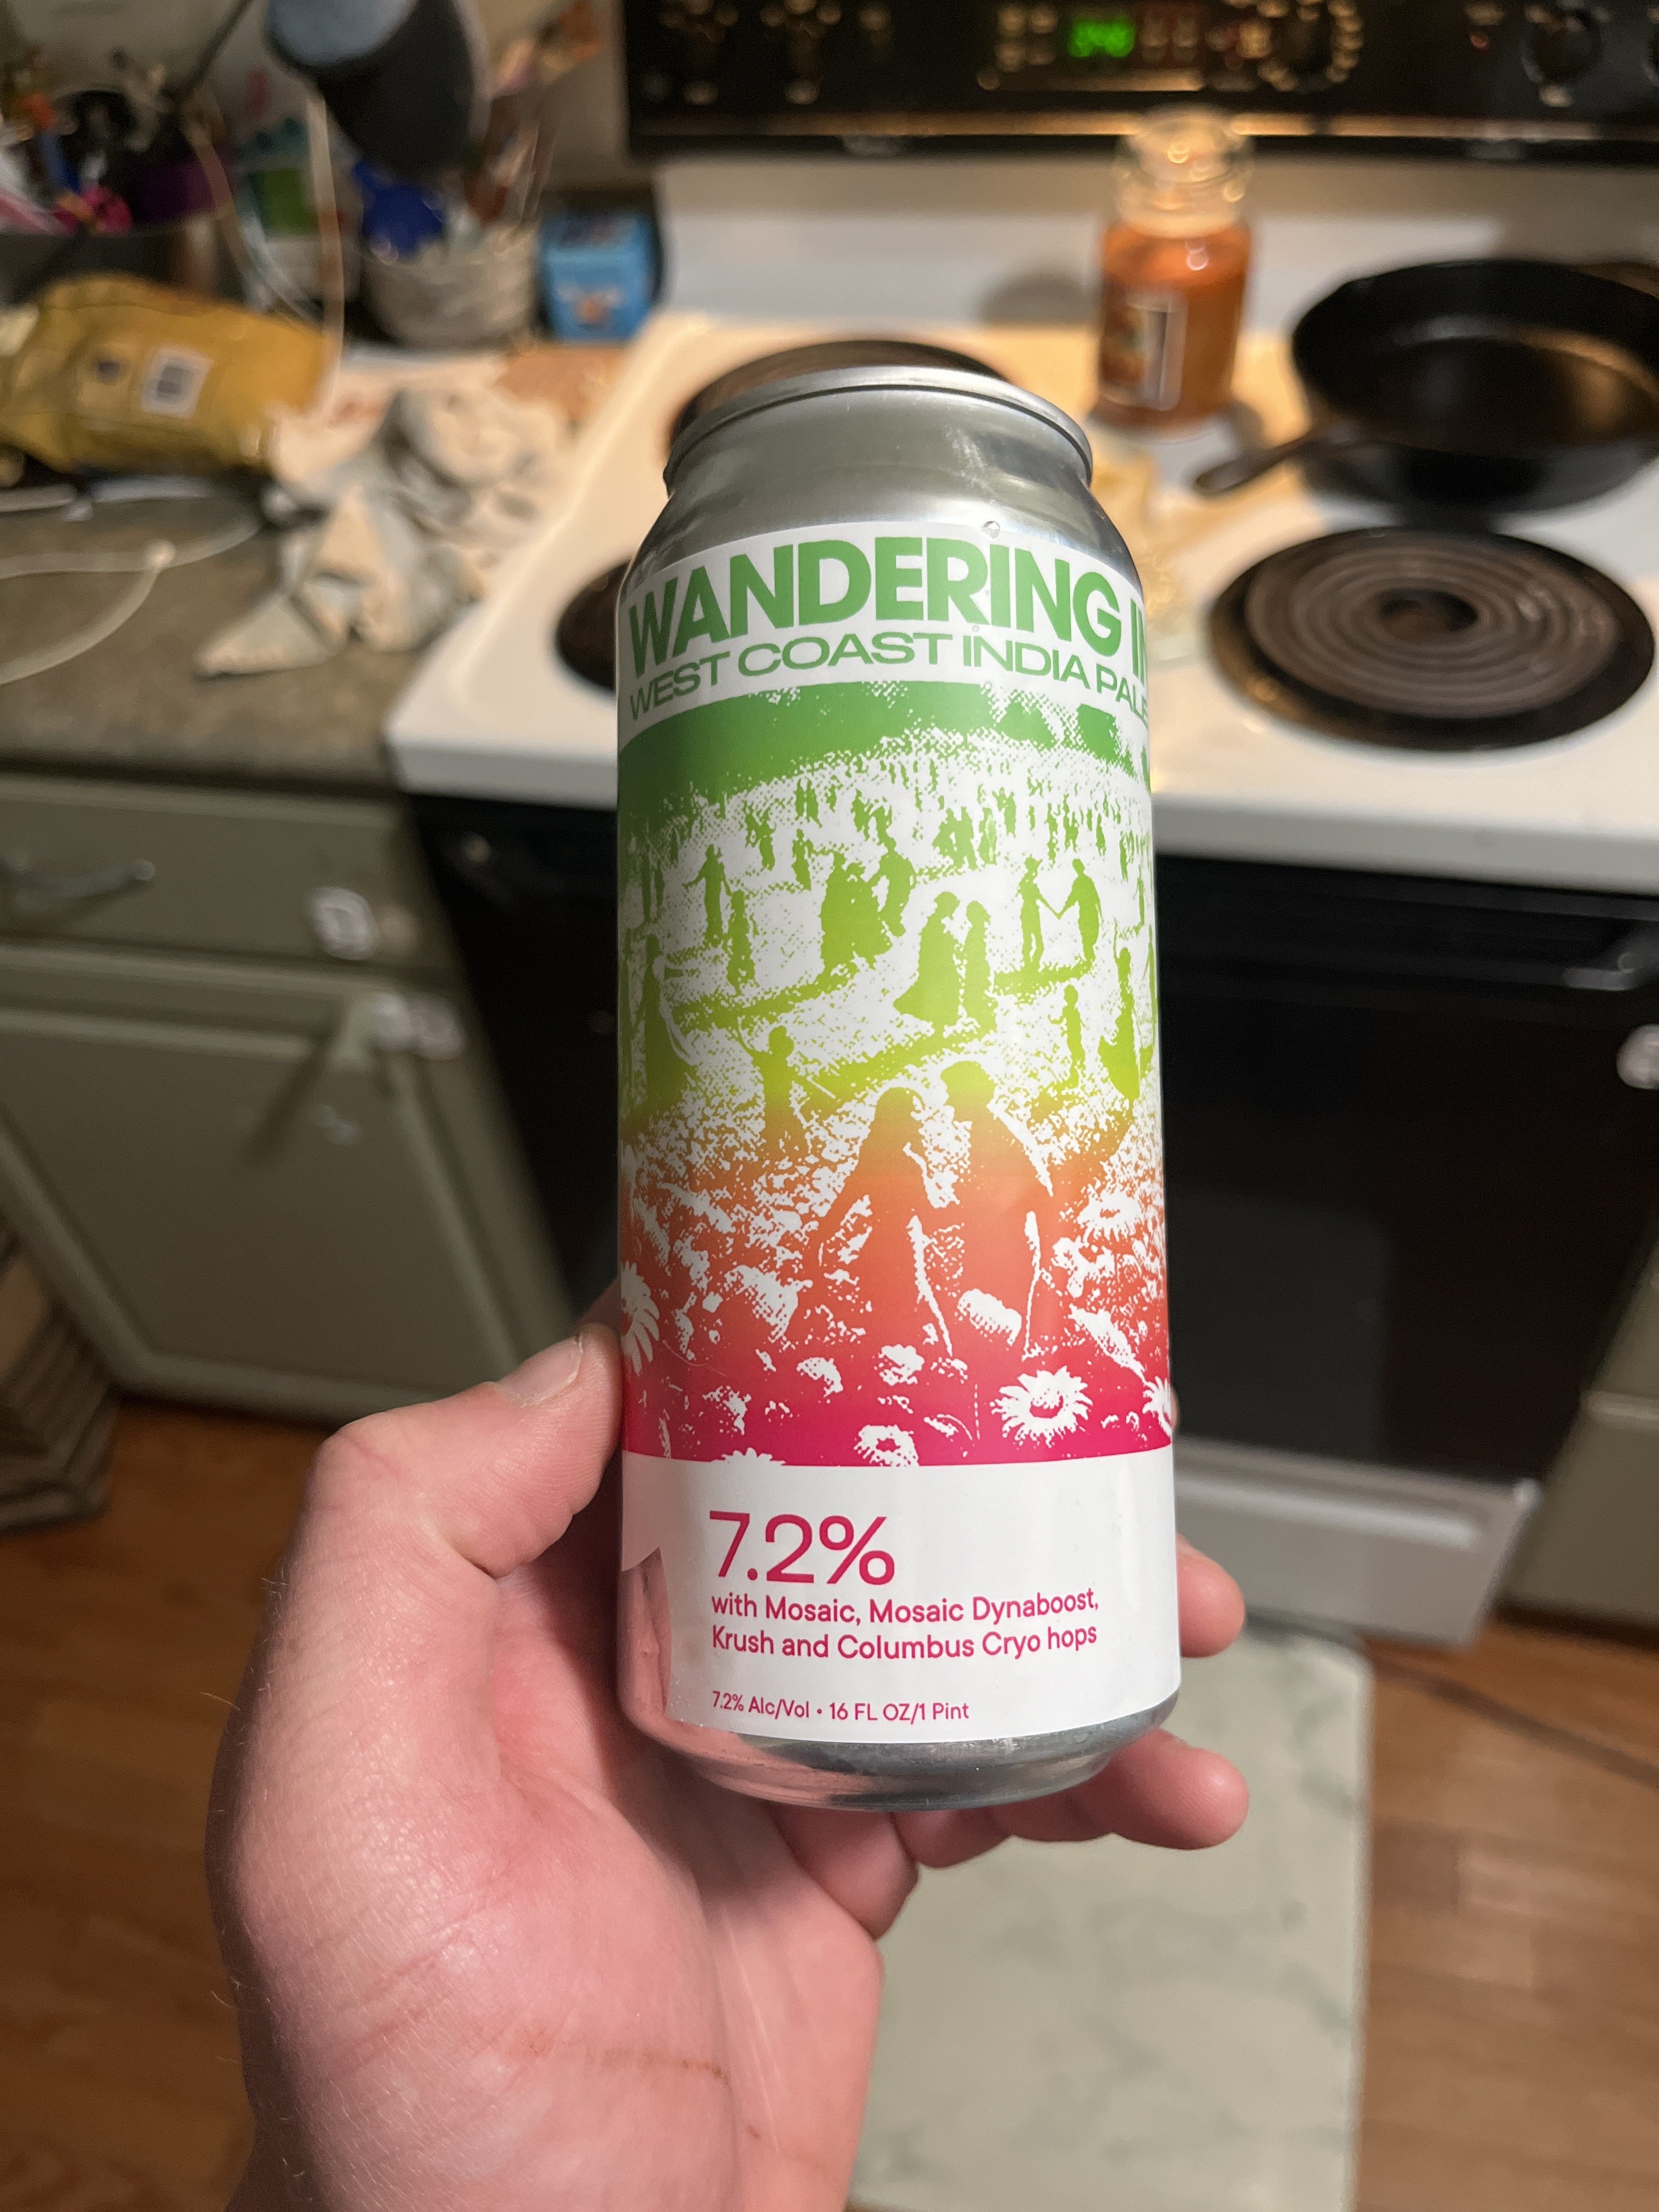 WANDERING I
WEST COAST INDIA PALE
7.2%
with Mosaic, Mosaic Dynaboost,
Krush and Columbus Cryo hops
7.2% Alc/Vol • 16 FL OZ/1 Pint